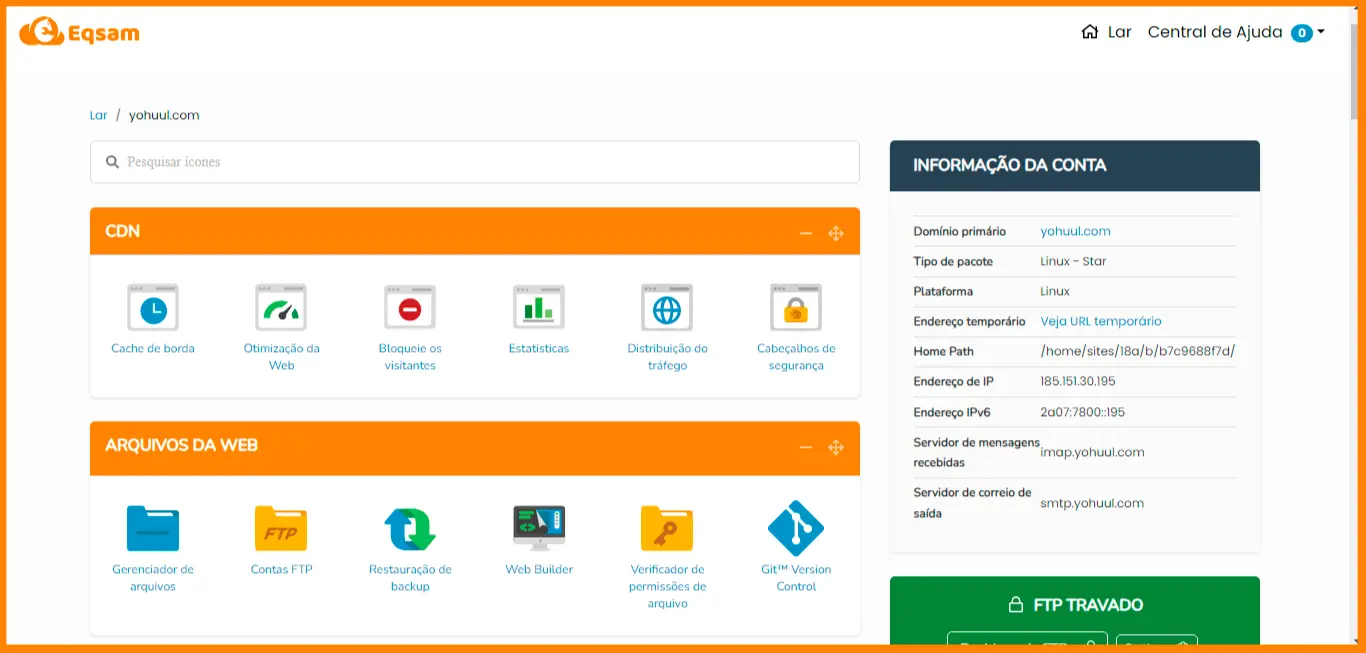 Eqsam
Lar
Central de Ajuda
0
Lar / yohuul.com
Pesquisar ícones
CDN
Cache de borda
Otimização da
Web
Bloqueie os
visitantes
Estatisticas
Distribuição do
tráfego
Cabeçalhos de
segurança
ARQUIVOS DA WEB
Gerenciador de
arquivos
FTP
Contas FTP
Restauração de
backup
Web Builder
Verificador de
permissões de
arquivo
Git™ Version
Control
INFORMAÇÃO DA CONTA
Domínio primário yohuul.com
Tipo de pacote Linux - Star
Plataforma Linux
Endereço temporário Veja URL temporário
Home Path /home/sites/18a/b/b7c9688f7d/
Endereço de IP 185.151.30.195
Endereço IPv6 2a07:7800::195
Servidor de mensagens
recebidas
imap.yohuul.com
Servidor de correio de
saída
smtp.yohuul.com
FTP TRAVADO